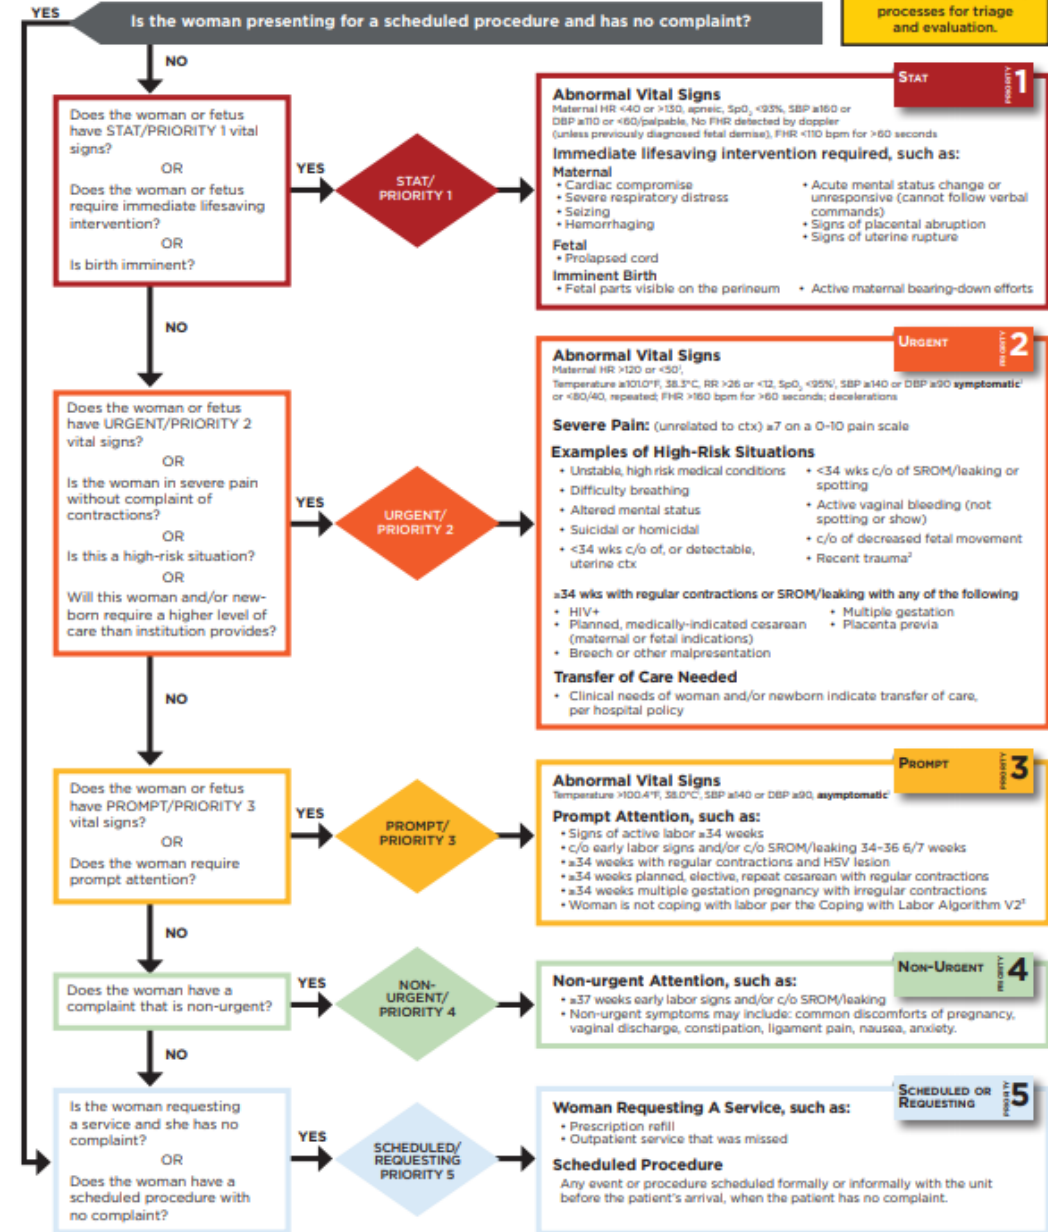 YES
Is the woman presenting for a scheduled procedure and has no complaint?
processes for triage
and evaluation.
NO
Does the woman or fetus
have STAT/PRIORITY 1 vital
signs?
OR
Does the woman or fetus
require immediate lifesaving
intervention?
OR
Is birth imminent?
YES
STAT/
PRIORITY 1
STAT
PRIORITY 1
Abnormal Vital Signs
Maternal HR <40 or >130, apneic, SpO₂ <93%, SBP ≥160 or
DBP ≥110 or <60/palpable, No FHR detected by doppler
(unless previously diagnosed fetal demise), FHR <110 bpm for >60 seconds
Immediate lifesaving intervention required, such as:
Maternal
• Cardiac compromise
• Severe respiratory distress
• Seizing
• Hemorrhaging
• Acute mental status change or
unresponsive (cannot follow verbal
commands)
• Signs of placental abruption
• Signs of uterine rupture
Fetal
• Prolapsed cord
Imminent Birth
• Fetal parts visible on the perineum
• Active maternal bearing-down efforts
NO
Does the woman or fetus
have URGENT/PRIORITY 2
vital signs?
OR
Is the woman in severe pain
without complaint of
contractions?
OR
Is this a high-risk situation?
OR
Will this woman and/or new-
born require a higher level of
care than institution provides?
YES
URGENT/
PRIORITY 2
URGENT
PRIORITY 2
Abnormal Vital Signs
Maternal HR >120 or <50¹,
Temperature ≥101.0°F, 38.3°C, RR >26 or <12, SpO₂ <95%¹, SBP ≥140 or DBP ≥90 symptomatic¹
or <80/40, repeated; FHR >160 bpm for >60 seconds; decelerations
Severe Pain: (unrelated to ctx) ≥7 on a 0-10 pain scale
Examples of High-Risk Situations
• Unstable, high risk medical conditions
• Difficulty breathing
• Altered mental status
• Suicidal or homicidal
• <34 wks c/o of, or detectable,
uterine ctx
• <34 wks c/o of SROM/leaking or
spotting
• Active vaginal bleeding (not
spotting or show)
• c/o of decreased fetal movement
• Recent trauma²
≥34 wks with regular contractions or SROM/leaking with any of the following
• HIV+
• Planned, medically-indicated cesarean
(maternal or fetal indications)
• Breech or other malpresentation
• Multiple gestation
• Placenta previa
Transfer of Care Needed
• Clinical needs of woman and/or newborn indicate transfer of care,
per hospital policy
NO
Does the woman or fetus
have PROMPT/PRIORITY 3
vital signs?
OR
Does the woman require
prompt attention?
YES
PROMPT/
PRIORITY 3
PROMPT
PRIORITY 3
Abnormal Vital Signs
Temperature >100.4°F, 38.0°C¹, SBP ≥140 or DBP ≥90, asymptomatic¹
Prompt Attention, such as:
• Signs of active labor ≥34 weeks
• c/o early labor signs and/or c/o SROM/leaking 34–36 6/7 weeks
• ≥34 weeks with regular contractions and HSV lesion
• ≥34 weeks planned, elective, repeat cesarean with regular contractions
• ≥34 weeks multiple gestation pregnancy with irregular contractions
• Woman is not coping with labor per the Coping with Labor Algorithm V2³
NO
Does the woman have a
complaint that is non-urgent?
YES
NON-
URGENT/
PRIORITY 4
NON-URGENT
PRIORITY 4
Non-urgent Attention, such as:
• ≥37 weeks early labor signs and/or c/o SROM/leaking
• Non-urgent symptoms may include: common discomforts of pregnancy,
vaginal discharge, constipation, ligament pain, nausea, anxiety.
NO
Is the woman requesting
a service and she has no
complaint?
OR
Does the woman have a
scheduled procedure with
no complaint?
YES
SCHEDULED/
REQUESTING
PRIORITY 5
SCHEDULED OR
REQUESTING
PRIORITY 5
Woman Requesting A Service, such as:
• Prescription refill
• Outpatient service that was missed
Scheduled Procedure
Any event or procedure scheduled formally or informally with the unit
before the patient's arrival, when the patient has no complaint.